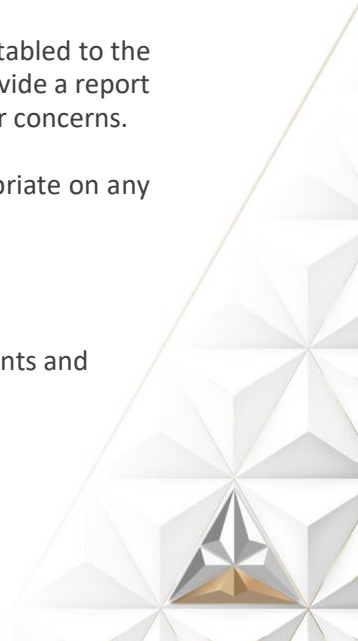 tabled to the
vide a report
r concerns.
priate on any
nts and